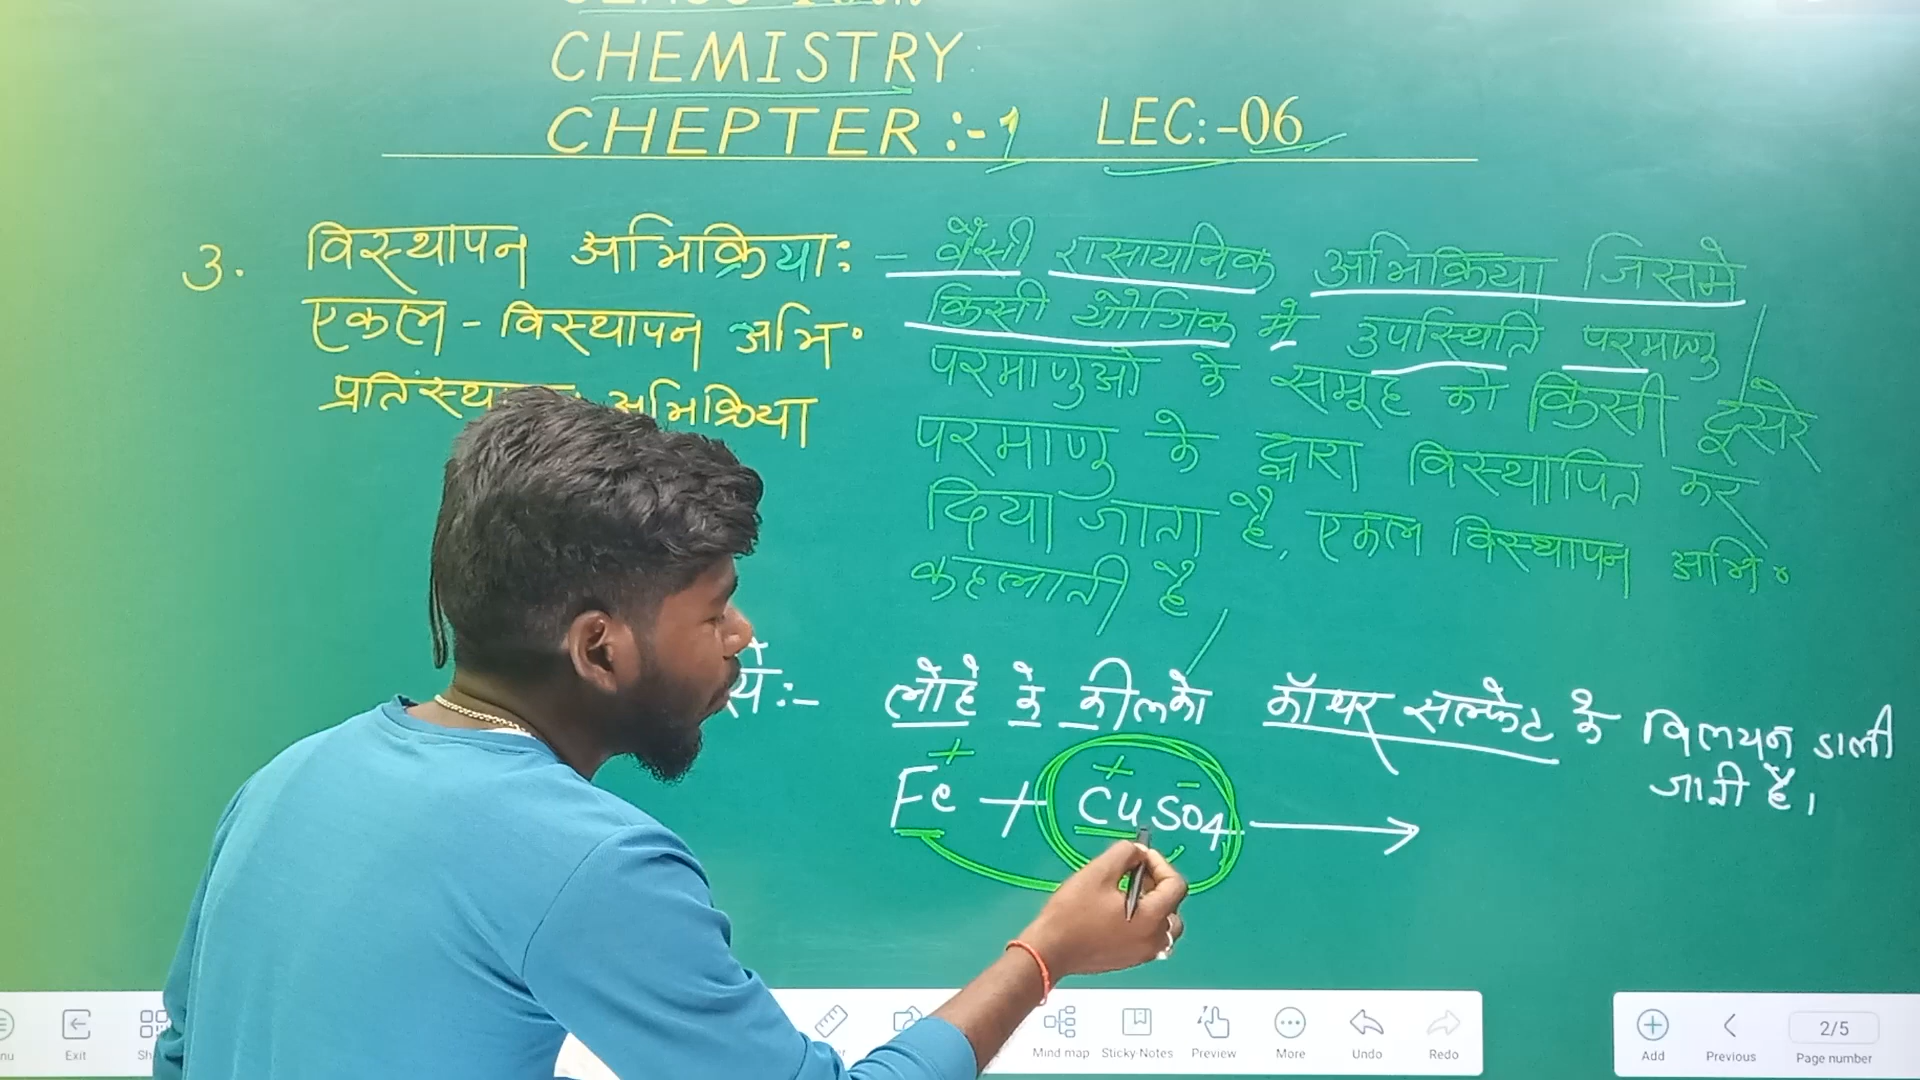 CHEMISTRY
CHEPTER :- 1 LEC:-06
3. विस्थापन अभिक्रिया: - वैसी रासायनिक अभिक्रिया जिसमे
एकल - विस्थापन अभि॰ किसी यौगिक मे उपस्थिति परमाणु /
अभिक्रिया परमाणुओ के समूह को किसी दूसरे
परमाणु के द्वारा विस्थापित कर
दिया जाता है, एकल विस्थापन अभि॰
कहलाती है /
:- लोहे के कीलको कॉपर सल्फेट के विलयन डाली
जाती है।
Fe + CuSO4 →
Exit
Mind map Sticky Notes Preview More Undo Redo
Add Previous 2/5 Page number